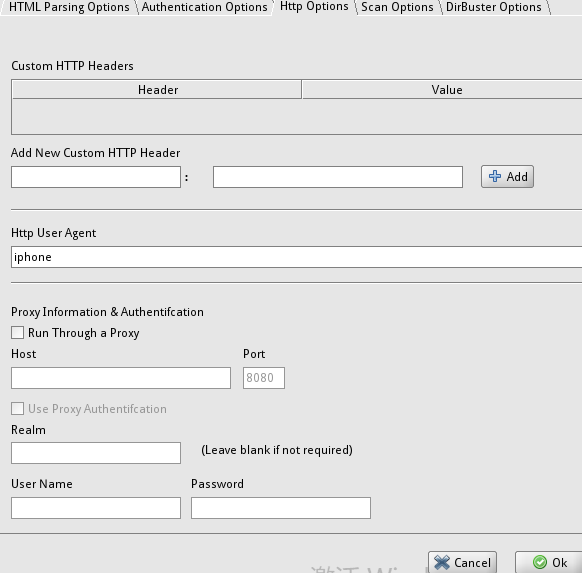 HTML Parsing Options Authentication Options Http Options Scan Options DirBuster Options
Custom HTTP Headers
Header Value
Add New Custom HTTP Header
: Add
Http User Agent
iphone
Proxy Information & Authentifcation
Run Through a Proxy
Host Port
8080
Use Proxy Authentifcation
Realm
(Leave blank if not required)
User Name Password
Cancel Ok